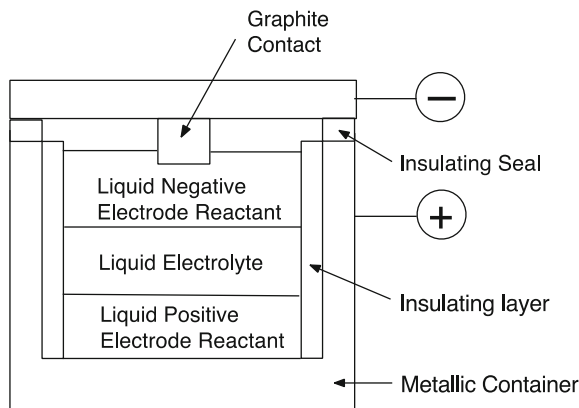 Graphite
Contact
−
Insulating Seal
Liquid Negative
Electrode Reactant
+
Liquid Electrolyte
Insulating layer
Liquid Positive
Electrode Reactant
Metallic Container